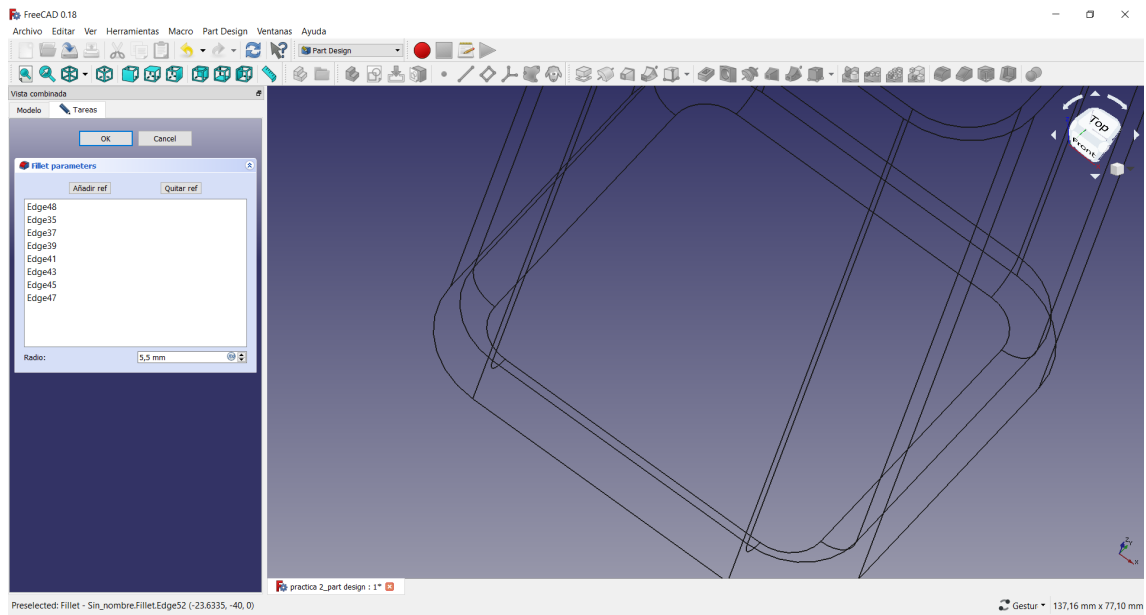 FreeCAD 0.18
Archivo Editar Ver Herramientas Macro Part Design Ventanas Ayuda
Part Design
Vista combinada
Modelo Tareas
OK Cancel
Fillet parameters
Añadir ref Quitar ref
Edge48
Edge35
Edge37
Edge39
Edge41
Edge43
Edge45
Edge47
Radio: 5,5 mm
Top
Front
Z Y
X
practica 2_part design : 1*
Preselected: Fillet - Sin_nombre.Fillet.Edge52 (-23.6335, -40, 0) Gestur 137,16 mm x 77,10 mm